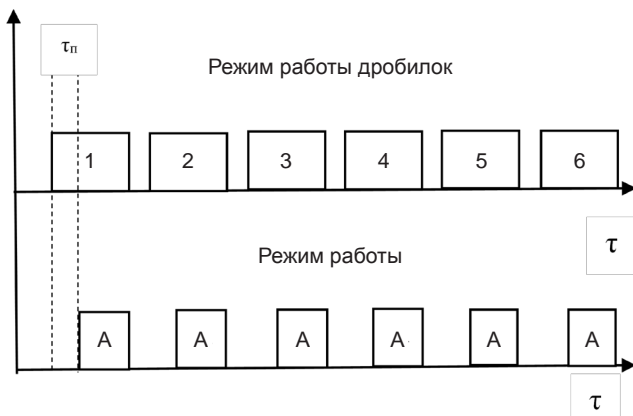 τп
Режим работы дробилок
1 2 3 4 5 6
τ
Режим работы
А А А А А А
τ